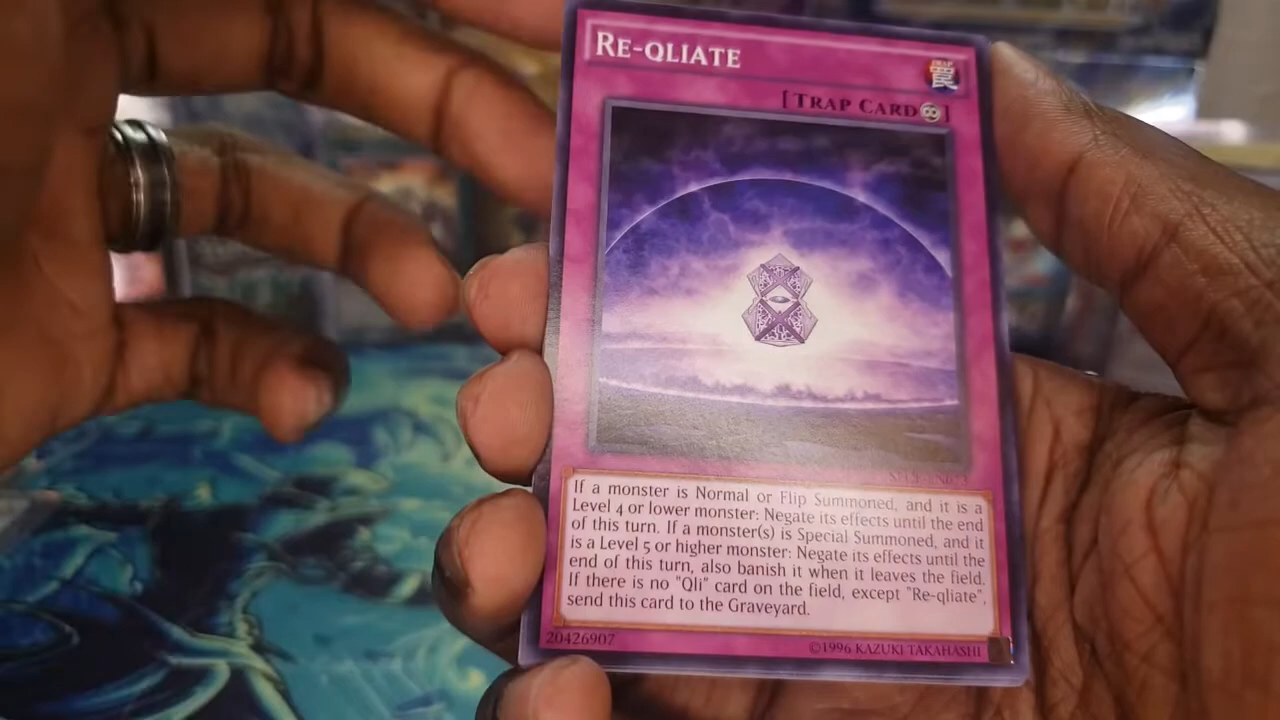 RE-QLIATE
[TRAP CARD]
If a monster is Normal or Flip Summoned, and it is a
Level 4 or lower monster: Negate its effects until the end
of this turn. If a monster(s) is Special Summoned, and it
is a Level 5 or higher monster: Negate its effects until the
end of this turn, also banish it when it leaves the field.
If there is no "Qli" card on the field, except "Re-qliate",
send this card to the Graveyard.
20426907 ©1996 KAZUKI TAKAHASHI